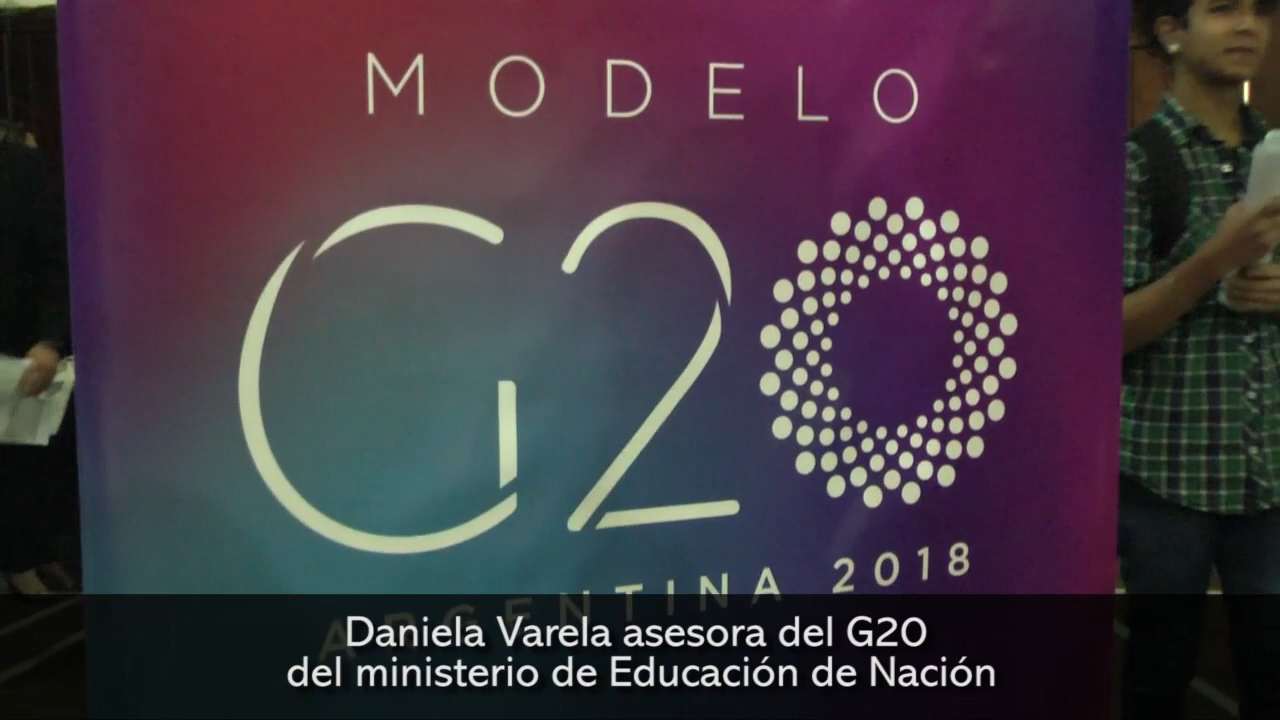 MODELO
G20
ARGENTINA 2018
Daniela Varela asesora del G20
del ministerio de Educación de Nación